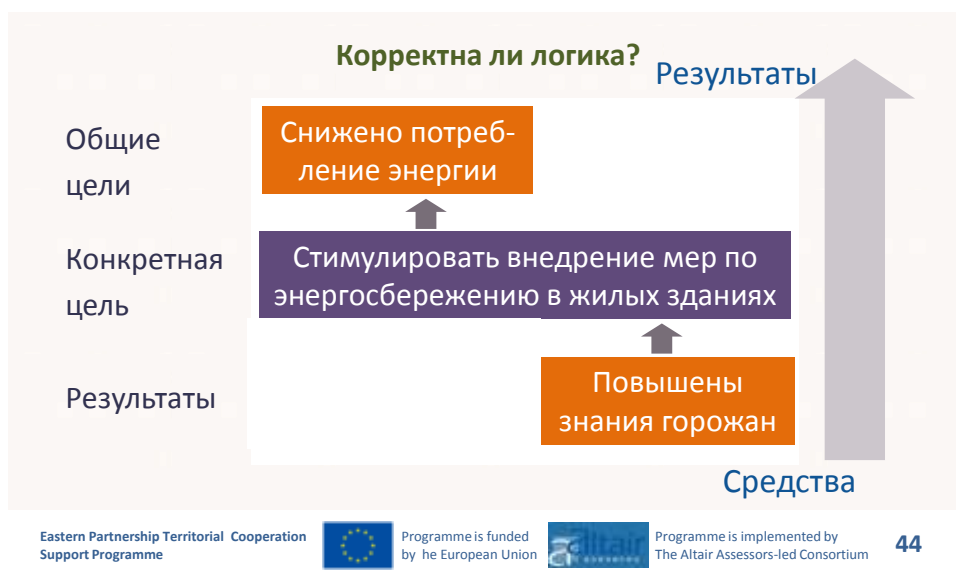 Корректна ли логика?
Результаты
Общие
цели
Снижено потреб-
ление энергии
Конкретная
цель
Стимулировать внедрение мер по
энергосбережению в жилых зданиях
Результаты
Повышены
знания горожан
Средства
Eastern Partnership Territorial Cooperation
Support Programme
Programme is funded
by he European Union
altair
Programme is implemented by
The Altair Assessors-led Consortium
44